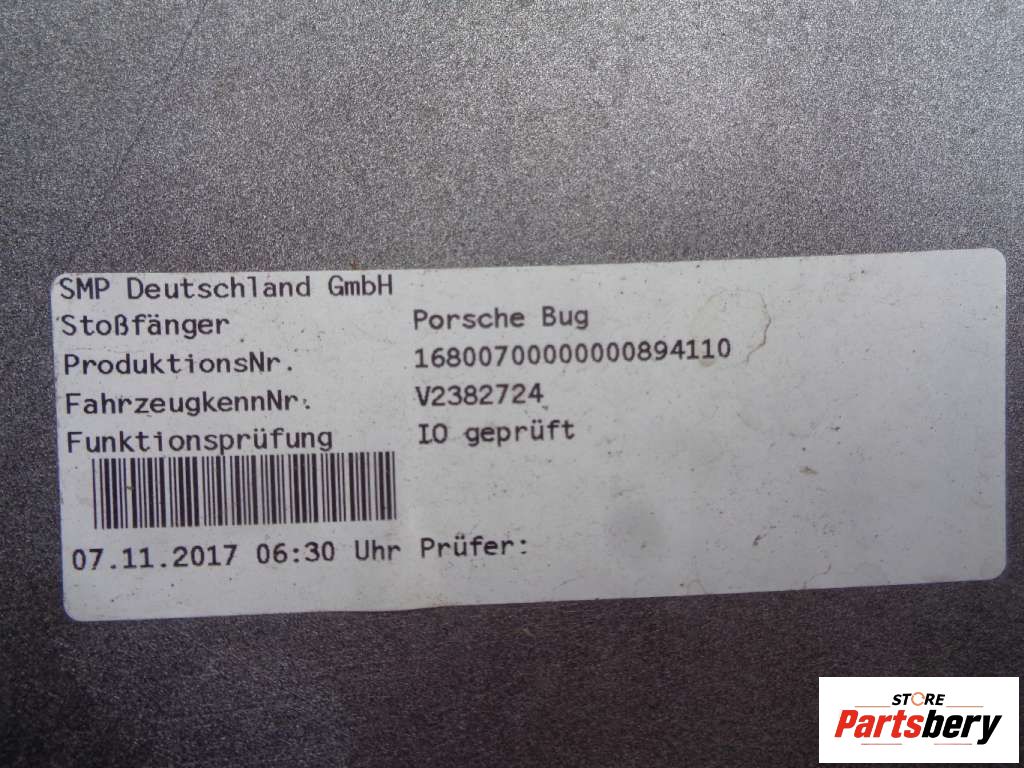 SMP Deutschland GmbH
Stoßfänger Porsche Bug
ProduktionsNr. 16800700000000894110
FahrzeugkennNr. V2382724
Funktionsprüfung IO geprüft
07.11.2017 06:30 Uhr Prüfer:
STORE
Partsbery